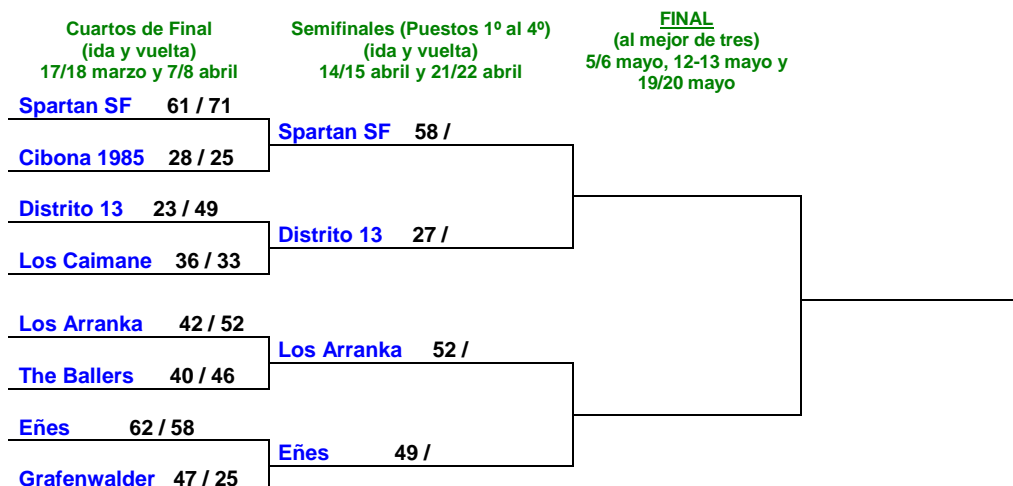 Cuartos de Final
(ida y vuelta)
17/18 marzo y 7/8 abril
Semifinales (Puestos 1º al 4º)
(ida y vuelta)
14/15 abril y 21/22 abril
FINAL
(al mejor de tres)
5/6 mayo, 12-13 mayo y
19/20 mayo
Spartan SF 61 / 71
Cibona 1985 28 / 25
Distrito 13 23 / 49
Los Caimane 36 / 33
Los Arranka 42 / 52
The Ballers 40 / 46
Eñes 62 / 58
Grafenwalder 47 / 25
Spartan SF 58 /
Distrito 13 27 /
Los Arranka 52 /
Eñes 49 /